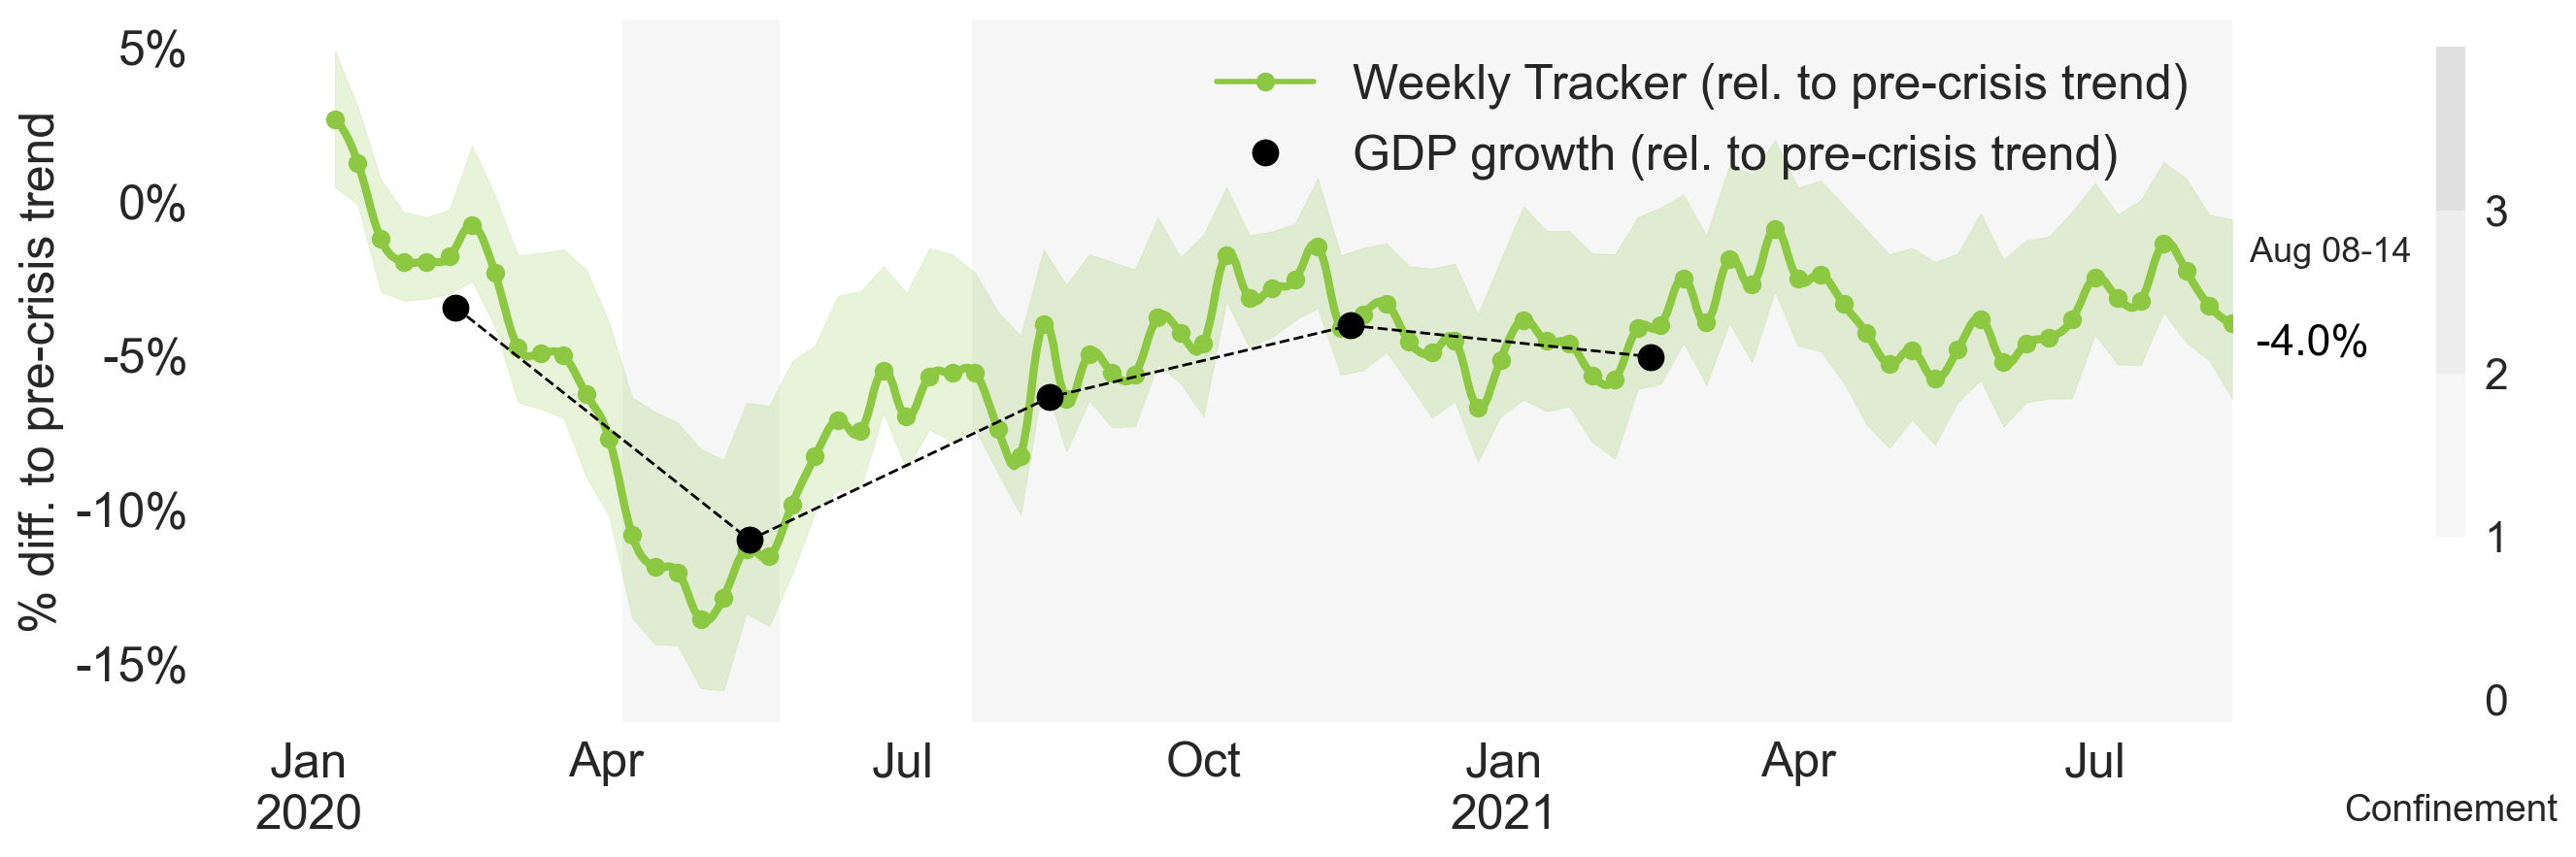 % diff. to pre-crisis trend
5%
0%
-5%
-10%
-15%
Weekly Tracker (rel. to pre-crisis trend)
GDP growth (rel. to pre-crisis trend)
Aug 08-14
-4.0%
3
2
1
0
Jan Apr Jul Oct Jan Apr Jul
2020 2021
Confinement